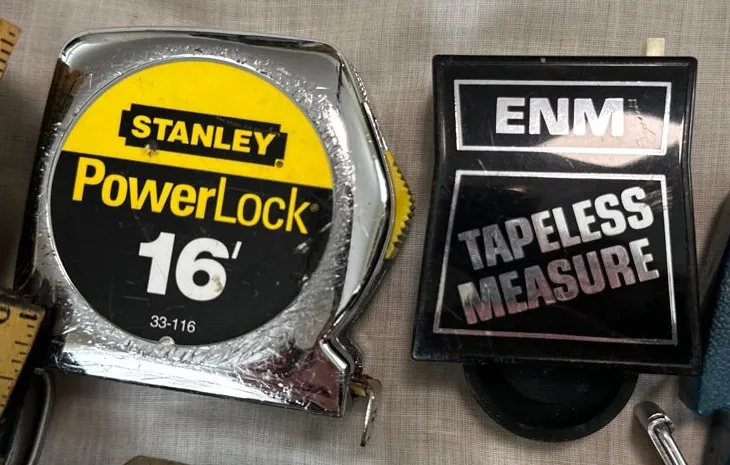 STANLEY
PowerLock
16'
33-116
ENM
TAPELESS
MEASURE